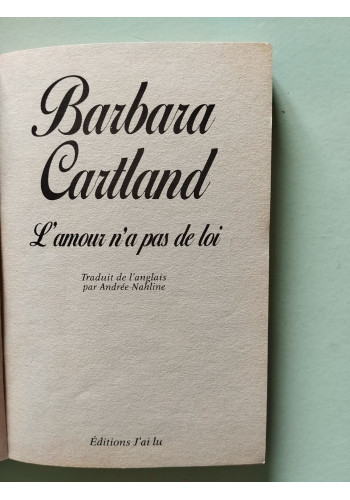 Barbara
Cartland
L'amour n'a pas de loi
Traduit de l'anglais
par Andrée Nahline
Éditions J'ai lu